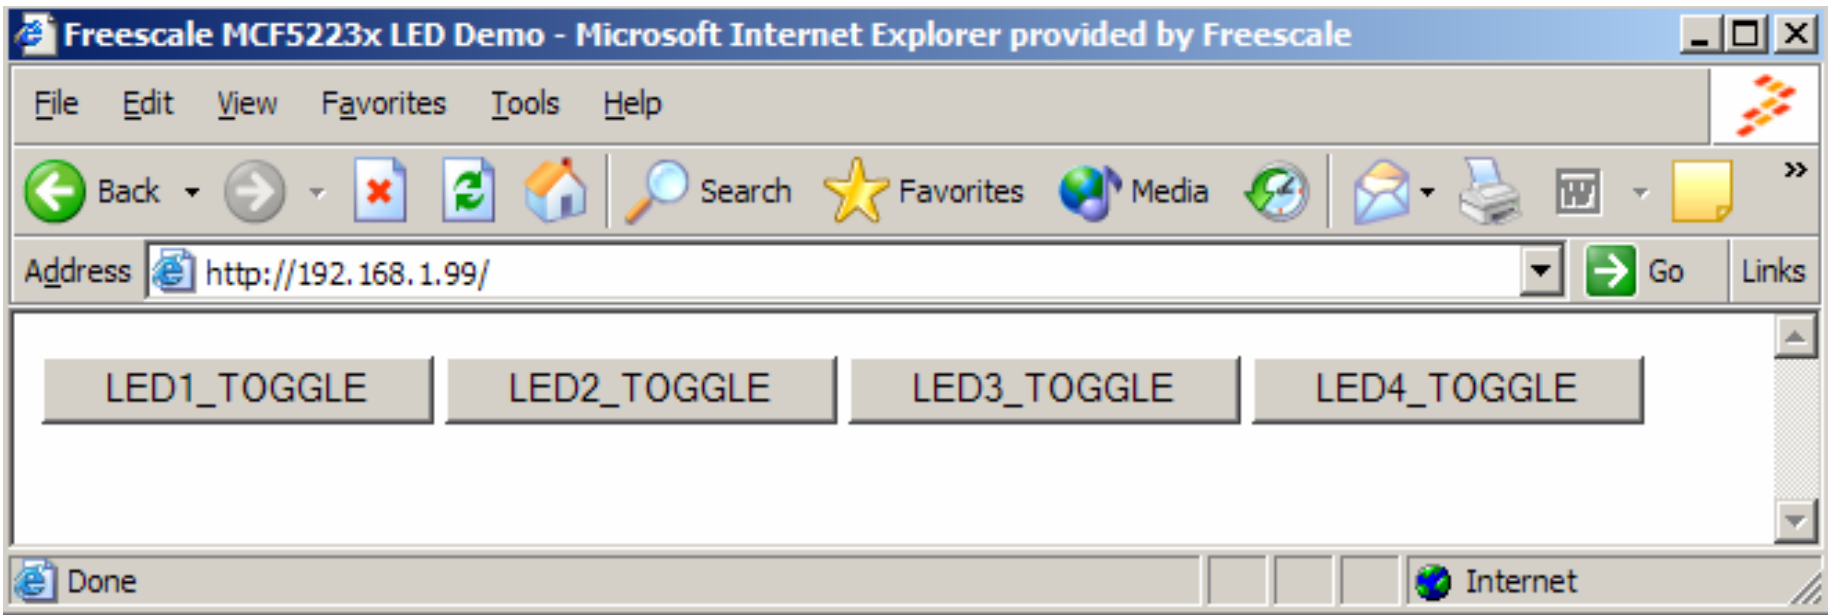 Freescale MCF5223x LED Demo - Microsoft Internet Explorer provided by Freescale
File Edit View Favorites Tools Help
Back Search Favorites Media W »
Address http://192.168.1.99/ Go Links
LED1_TOGGLE LED2_TOGGLE LED3_TOGGLE LED4_TOGGLE
Done Internet